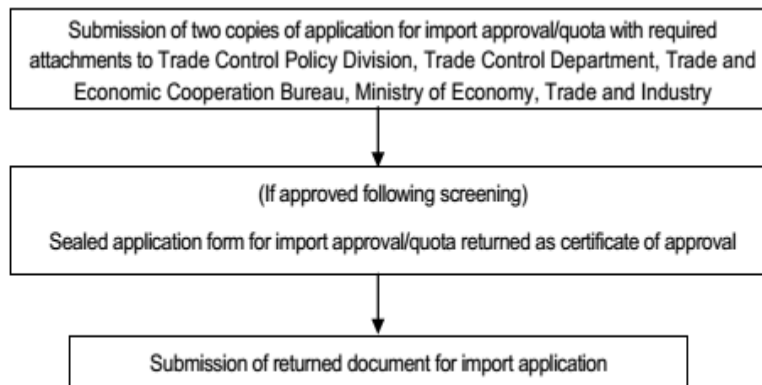 Submission of two copies of application for import approval/quota with required
attachments to Trade Control Policy Division, Trade Control Department, Trade and
Economic Cooperation Bureau, Ministry of Economy, Trade and Industry
(If approved following screening)
Sealed application form for import approval/quota returned as certificate of approval
Submission of returned document for import application